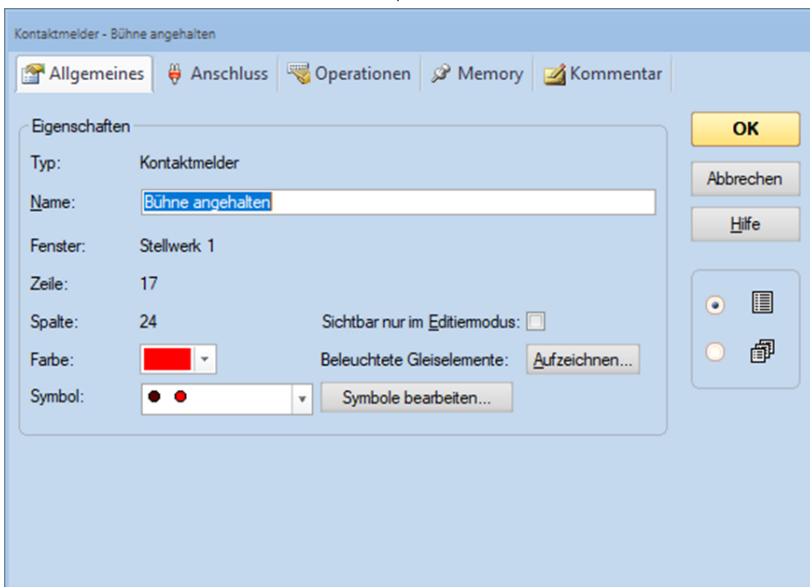 Kontaktmelder - Bühne angehalten
Allgemeines Anschluss Operationen Memory Kommentar
Eigenschaften
OK
Typ: Kontaktmelder
Abbrechen
Name: Bühne angehalten
Hilfe
Fenster: Stellwerk 1
Zeile: 17
Spalte: 24 Sichtbar nur im Editiermodus:
Farbe: Beleuchtete Gleiselemente: Aufzeichnen...
Symbol: Symbole bearbeiten...